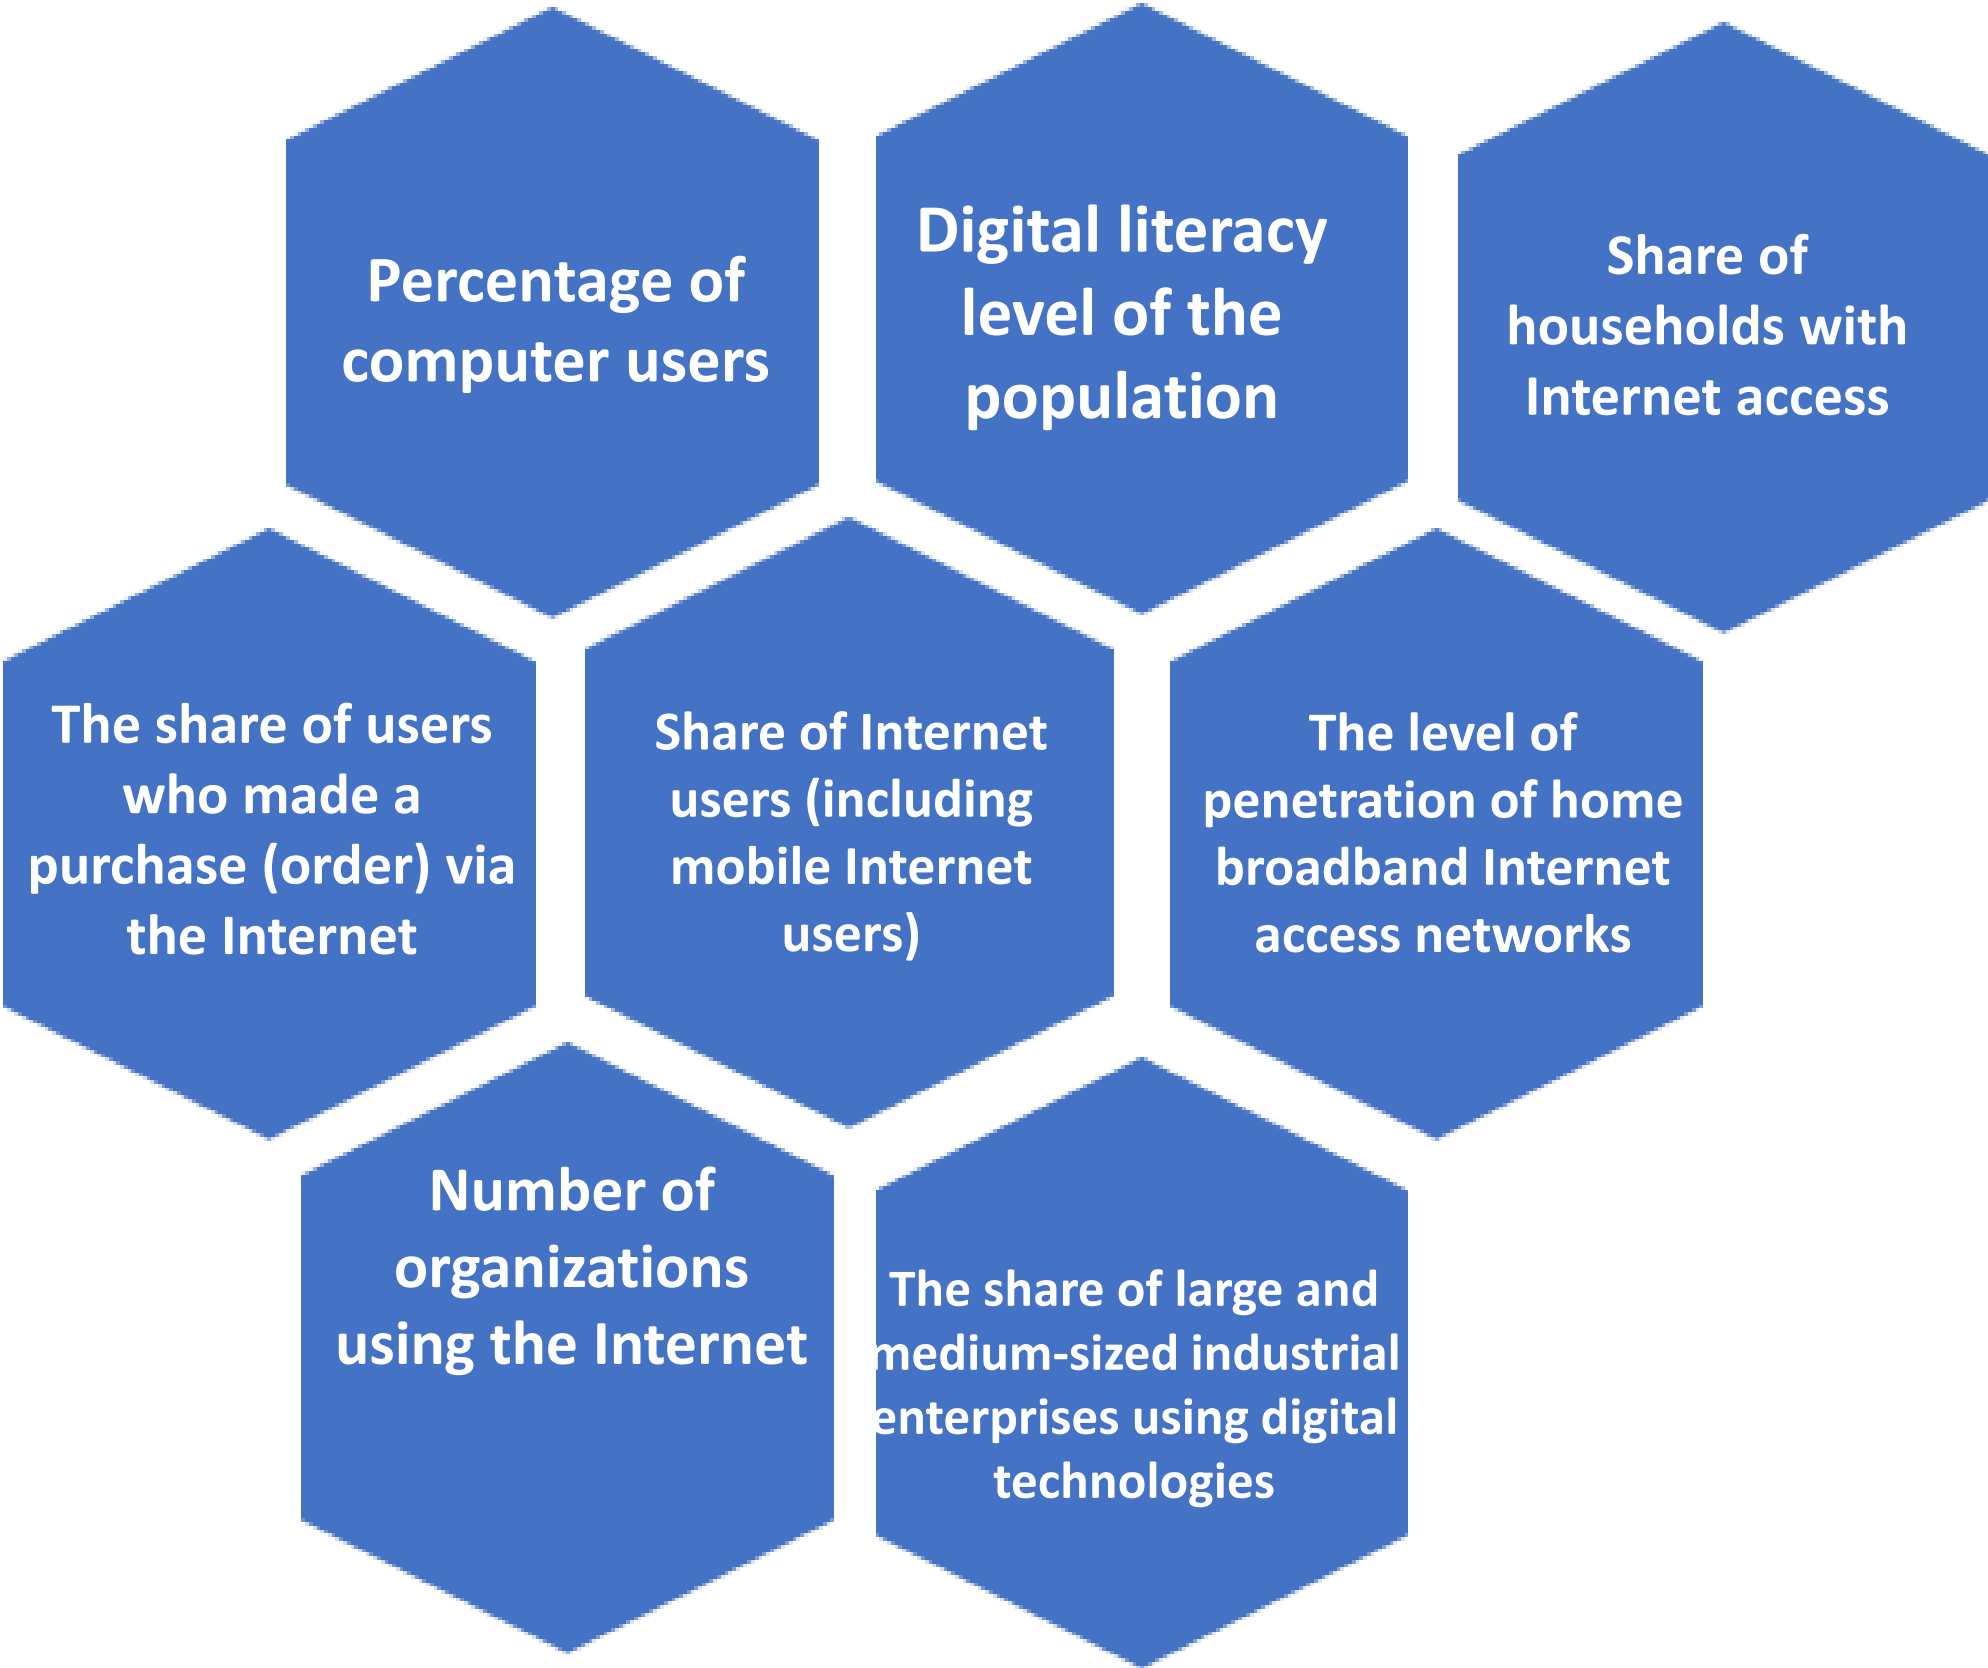 Percentage of
computer users
Digital literacy
level of the
population
Share of
households with
Internet access
The share of users
who made a
purchase (order) via
the Internet
Share of Internet
users (including
mobile Internet
users)
The level of
penetration of home
broadband Internet
access networks
Number of
organizations
using the Internet
The share of large and
medium-sized industrial
enterprises using digital
technologies